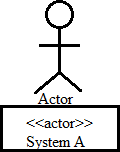 Actor
<<actor>>
System A